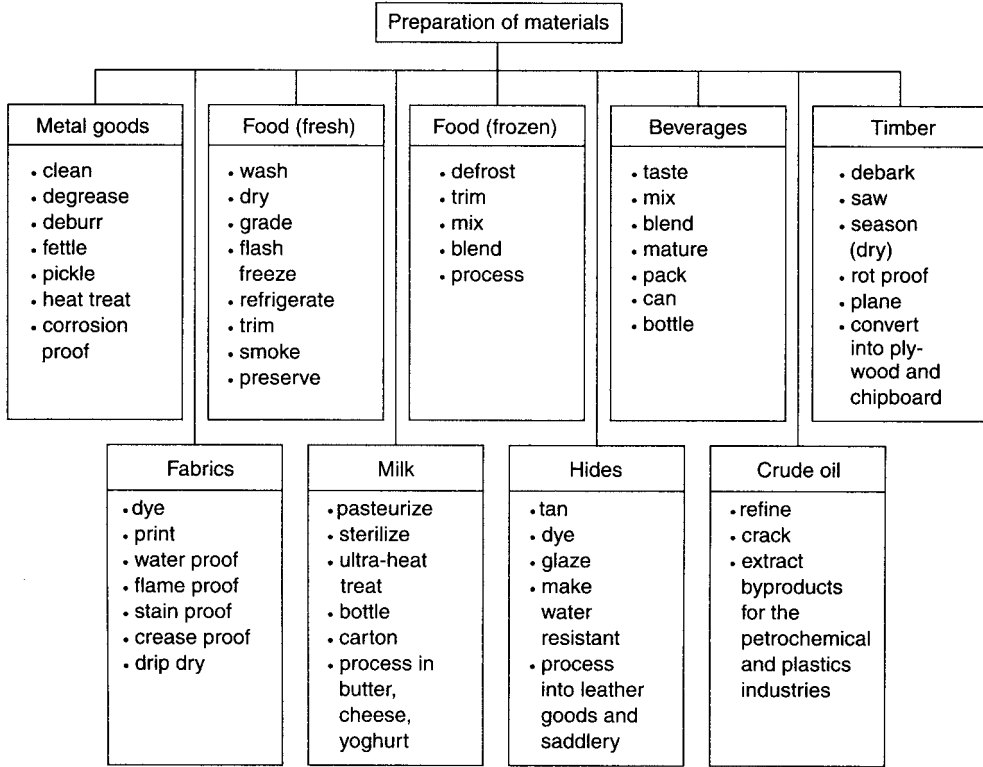 Preparation of materials
Metal goods
• clean
• degrease
• deburr
• fettle
• pickle
• heat treat
• corrosion
proof
Food (fresh)
• wash
• dry
• grade
• flash
freeze
• refrigerate
• trim
• smoke
• preserve
Food (frozen)
• defrost
• trim
• mix
• blend
• process
Beverages
• taste
• mix
• blend
• mature
• pack
• can
• bottle
Timber
• debark
• saw
• season
(dry)
• rot proof
• plane
• convert
into ply-
wood and
chipboard
Fabrics
• dye
• print
• water proof
• flame proof
• stain proof
• crease proof
• drip dry
Milk
• pasteurize
• sterilize
• ultra-heat
treat
• bottle
• carton
• process in
butter,
cheese,
yoghurt
Hides
• tan
• dye
• glaze
• make
water
resistant
• process
into leather
goods and
saddlery
Crude oil
• refine
• crack
• extract
byproducts
for the
petrochemical
and plastics
industries